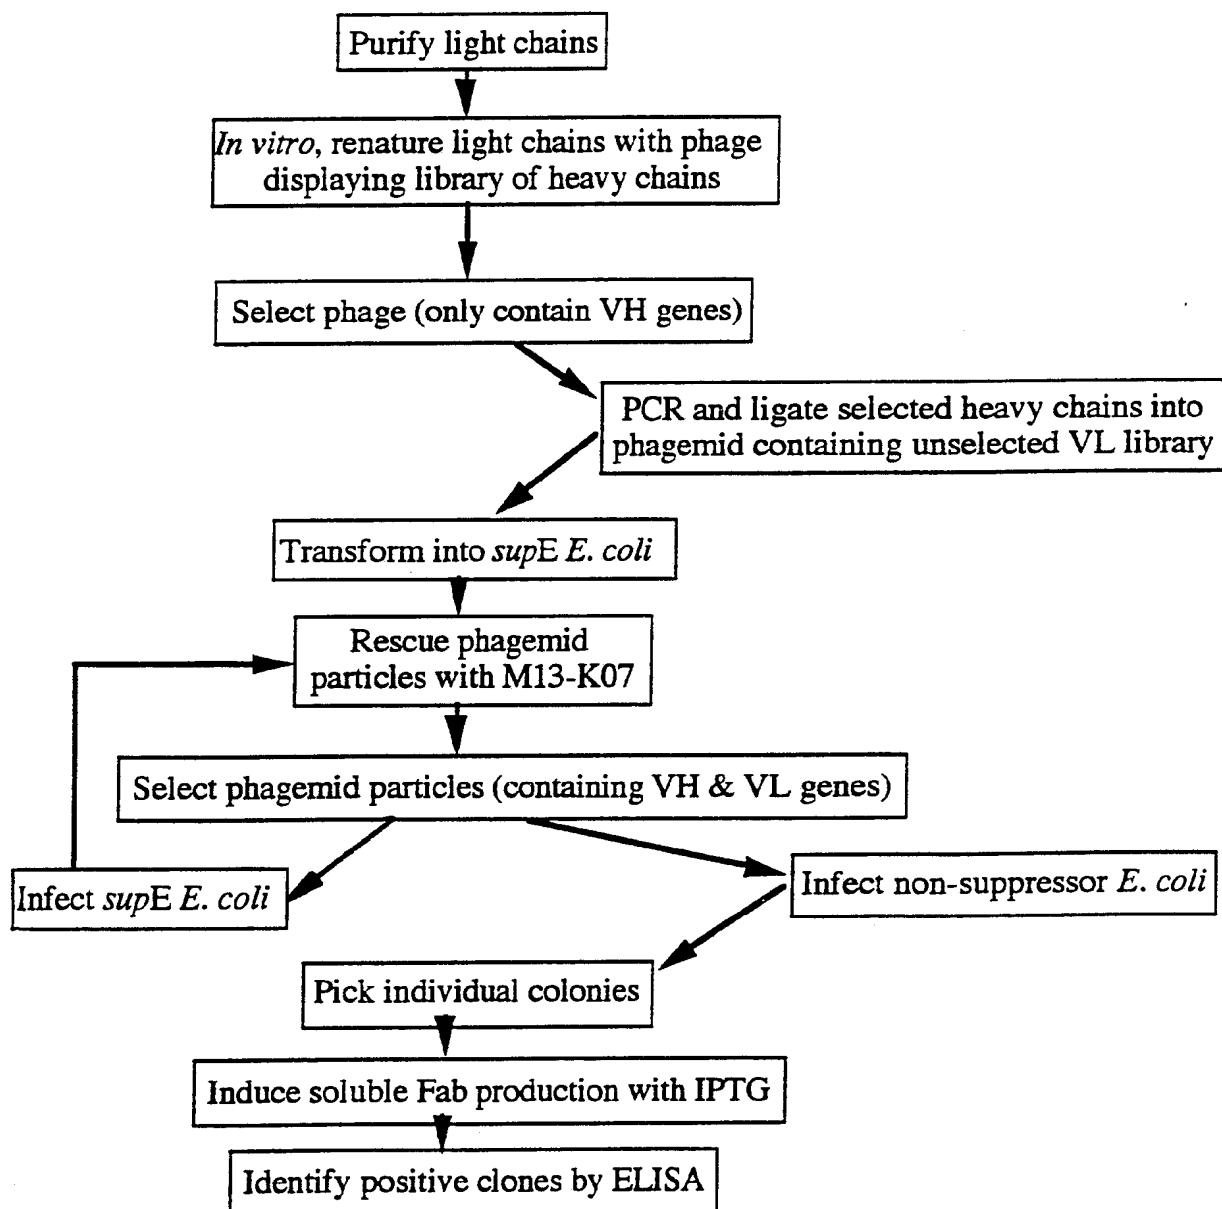 Purify light chains
In vitro, renature light chains with phage
displaying library of heavy chains
Select phage (only contain VH genes)
PCR and ligate selected heavy chains into
phagemid containing unselected VL library
Transform into supE E. coli
Rescue phagemid
particles with M13-K07
Select phagemid particles (containing VH & VL genes)
Infect supE E. coli
Infect non-suppressor E. coli
Pick individual colonies
Induce soluble Fab production with IPTG
Identify positive clones by ELISA